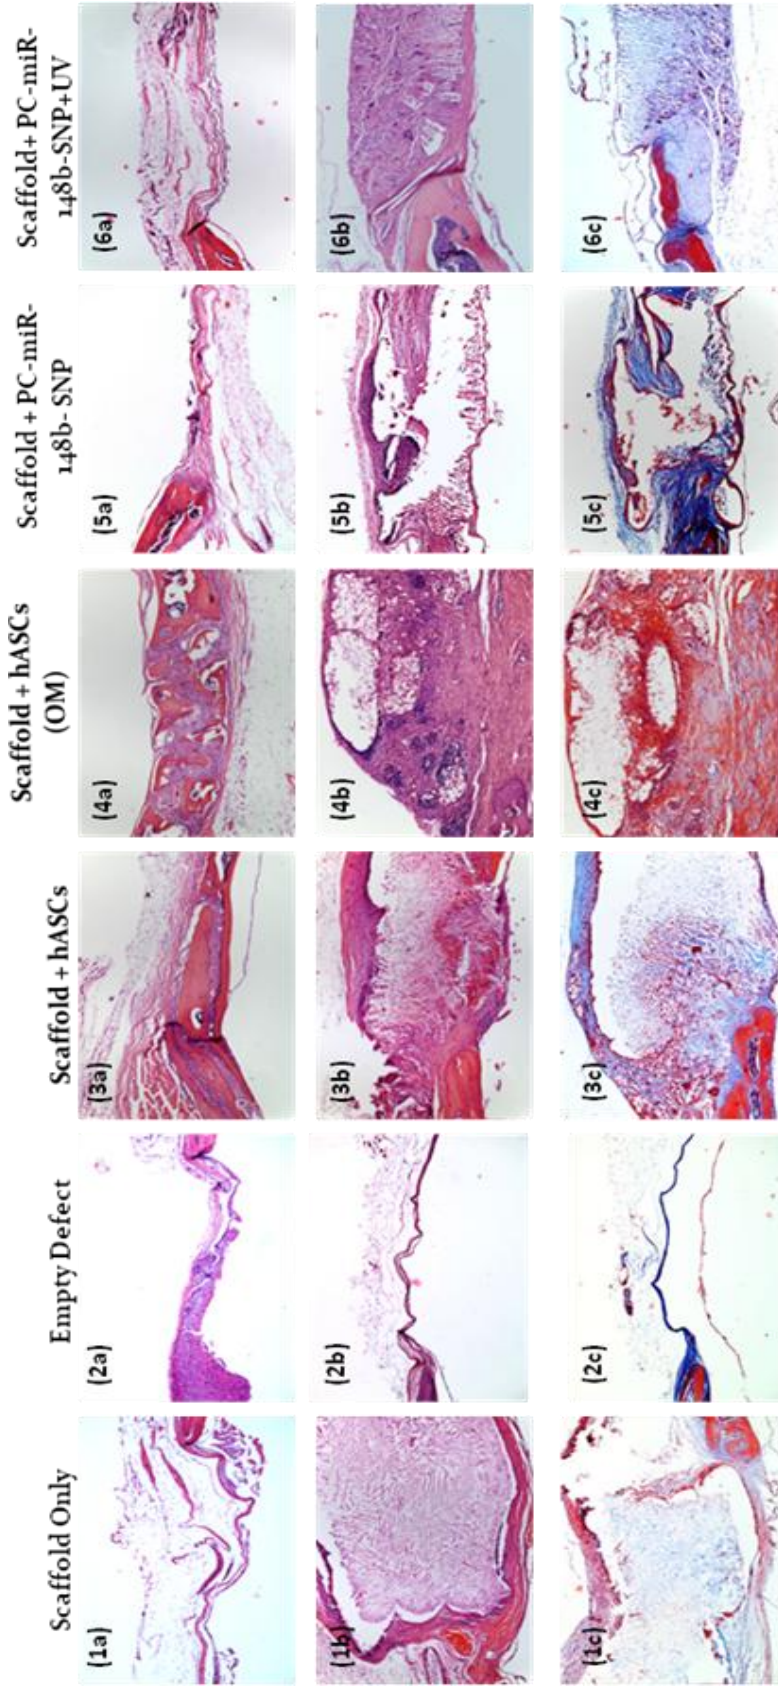 Scaffold Only
Empty Defect
Scaffold + hASCs
Scaffold + hASCs
(OM)
Scaffold + PC-miR-
148b- SNP
Scaffold+ PC-miR-
148b-SNP+UV
(1a)
(2a)
(3a)
(4a)
(5a)
(6a)
(1b)
(2b)
(3b)
(4b)
(5b)
(6b)
(1c)
(2c)
(3c)
(4c)
(5c)
(6c)